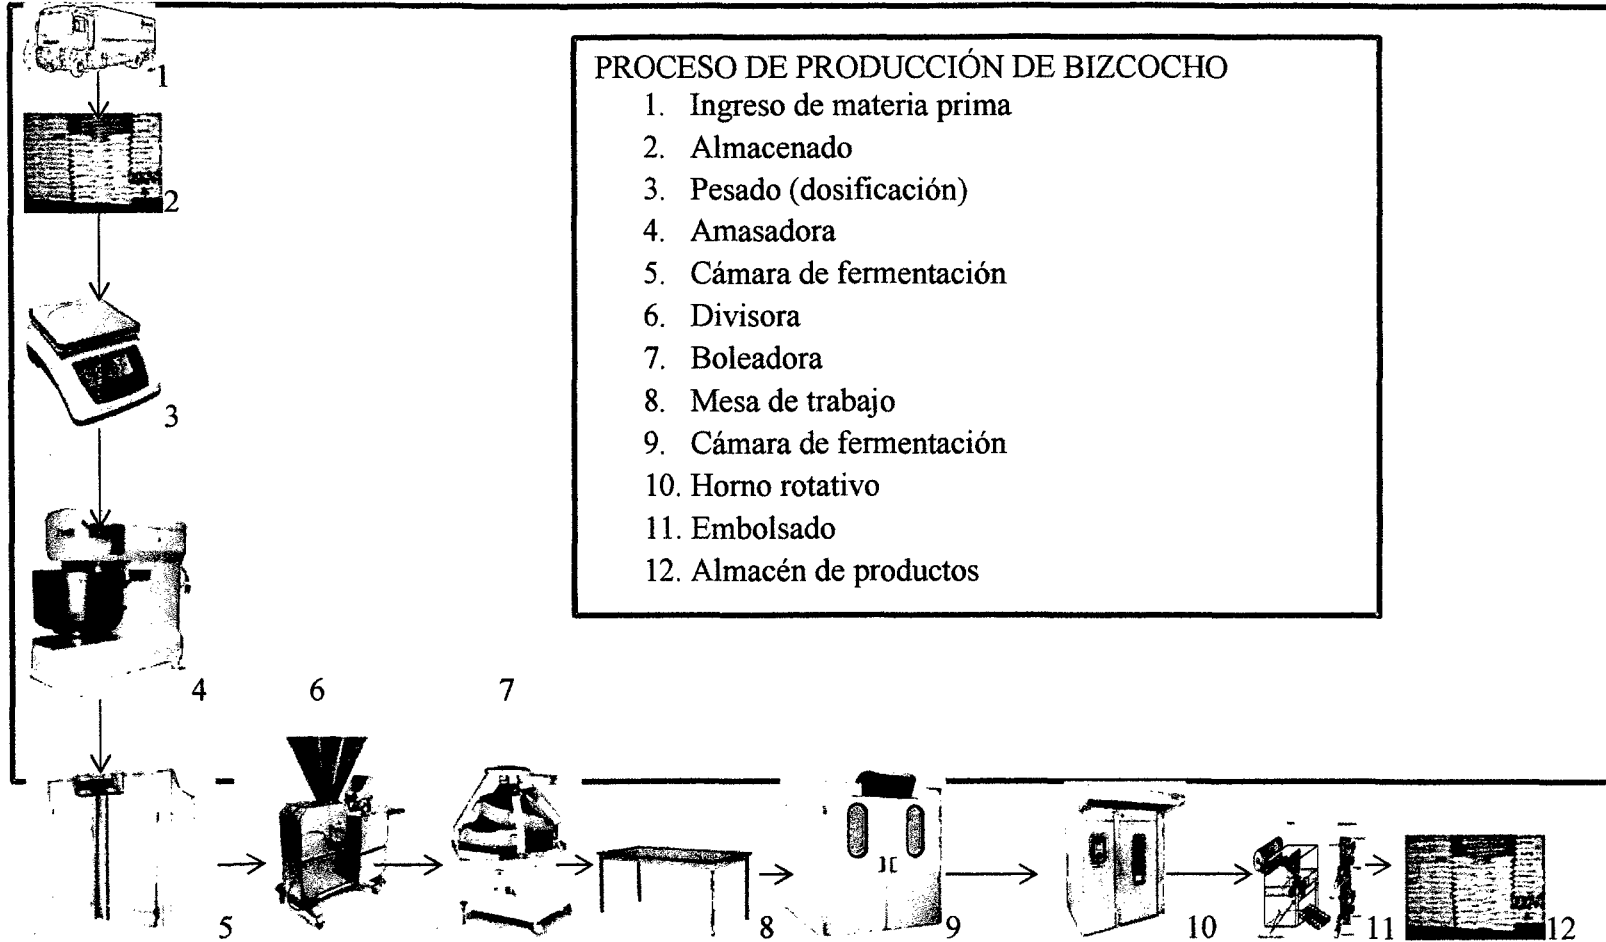 PROCESO DE PRODUCCIÓN DE BIZCOCHO
1. Ingreso de materia prima
2. Almacenado
3. Pesado (dosificación)
4. Amasadora
5. Cámara de fermentación
6. Divisora
7. Boleadora
8. Mesa de trabajo
9. Cámara de fermentación
10. Horno rotativo
11. Embolsado
12. Almacén de productos
1
2
3
4
6
7
5
8
9
10
11
12